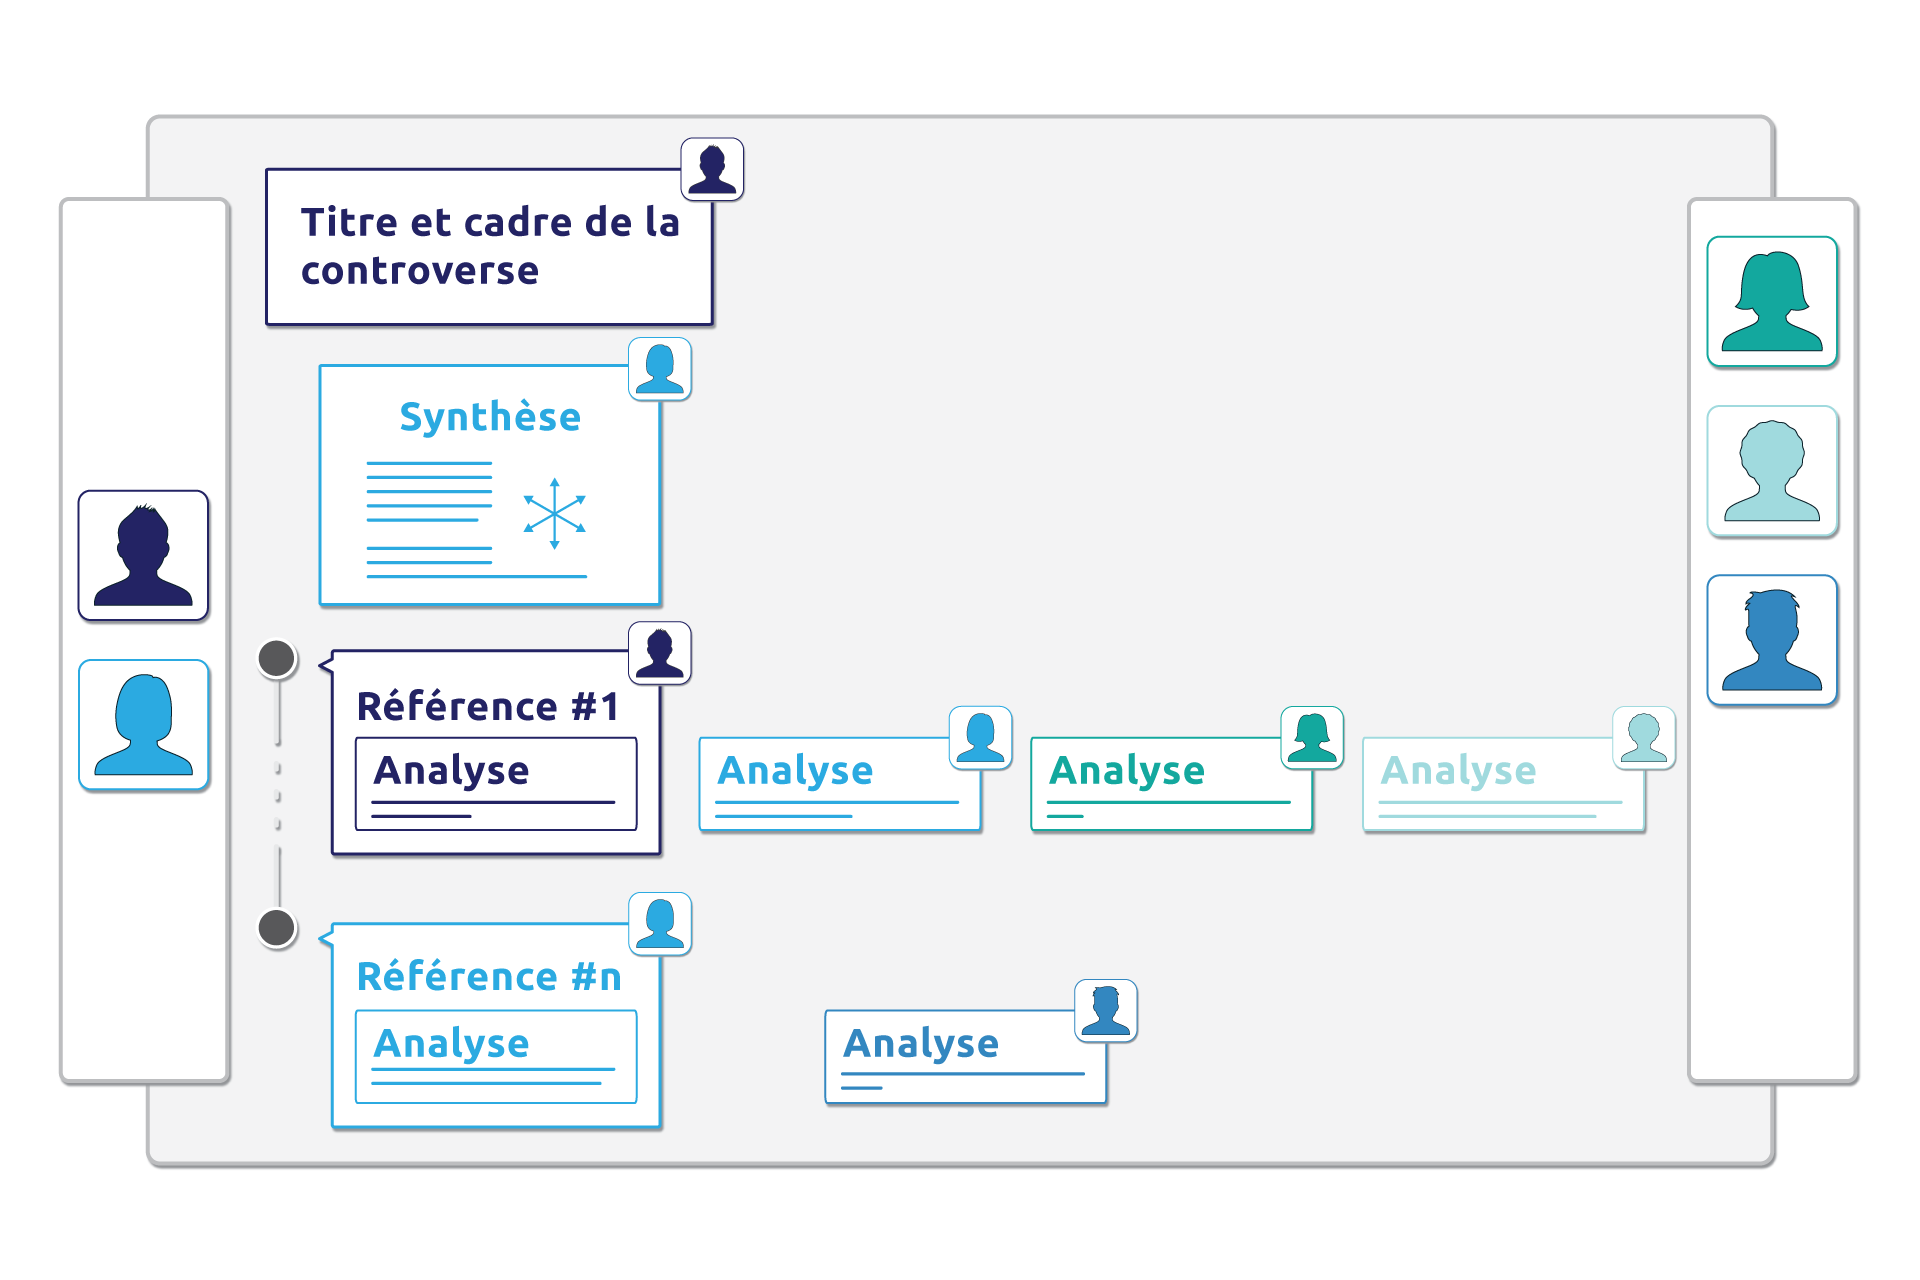 Titre et cadre de la
controverse
Synthèse
Référence #1
Analyse
Analyse
Analyse
Analyse
Référence #n
Analyse
Analyse